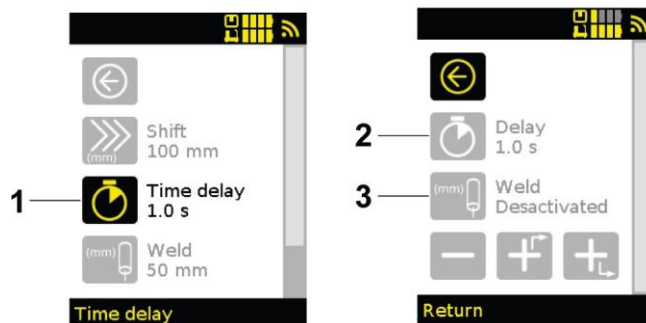 Shift
(mm)
100 mm
1
Time delay
1.0 s
(mm)
Weld
50 mm
Time delay
2
Delay
1.0 s
3
(mm)
Weld
Desactivated
Return